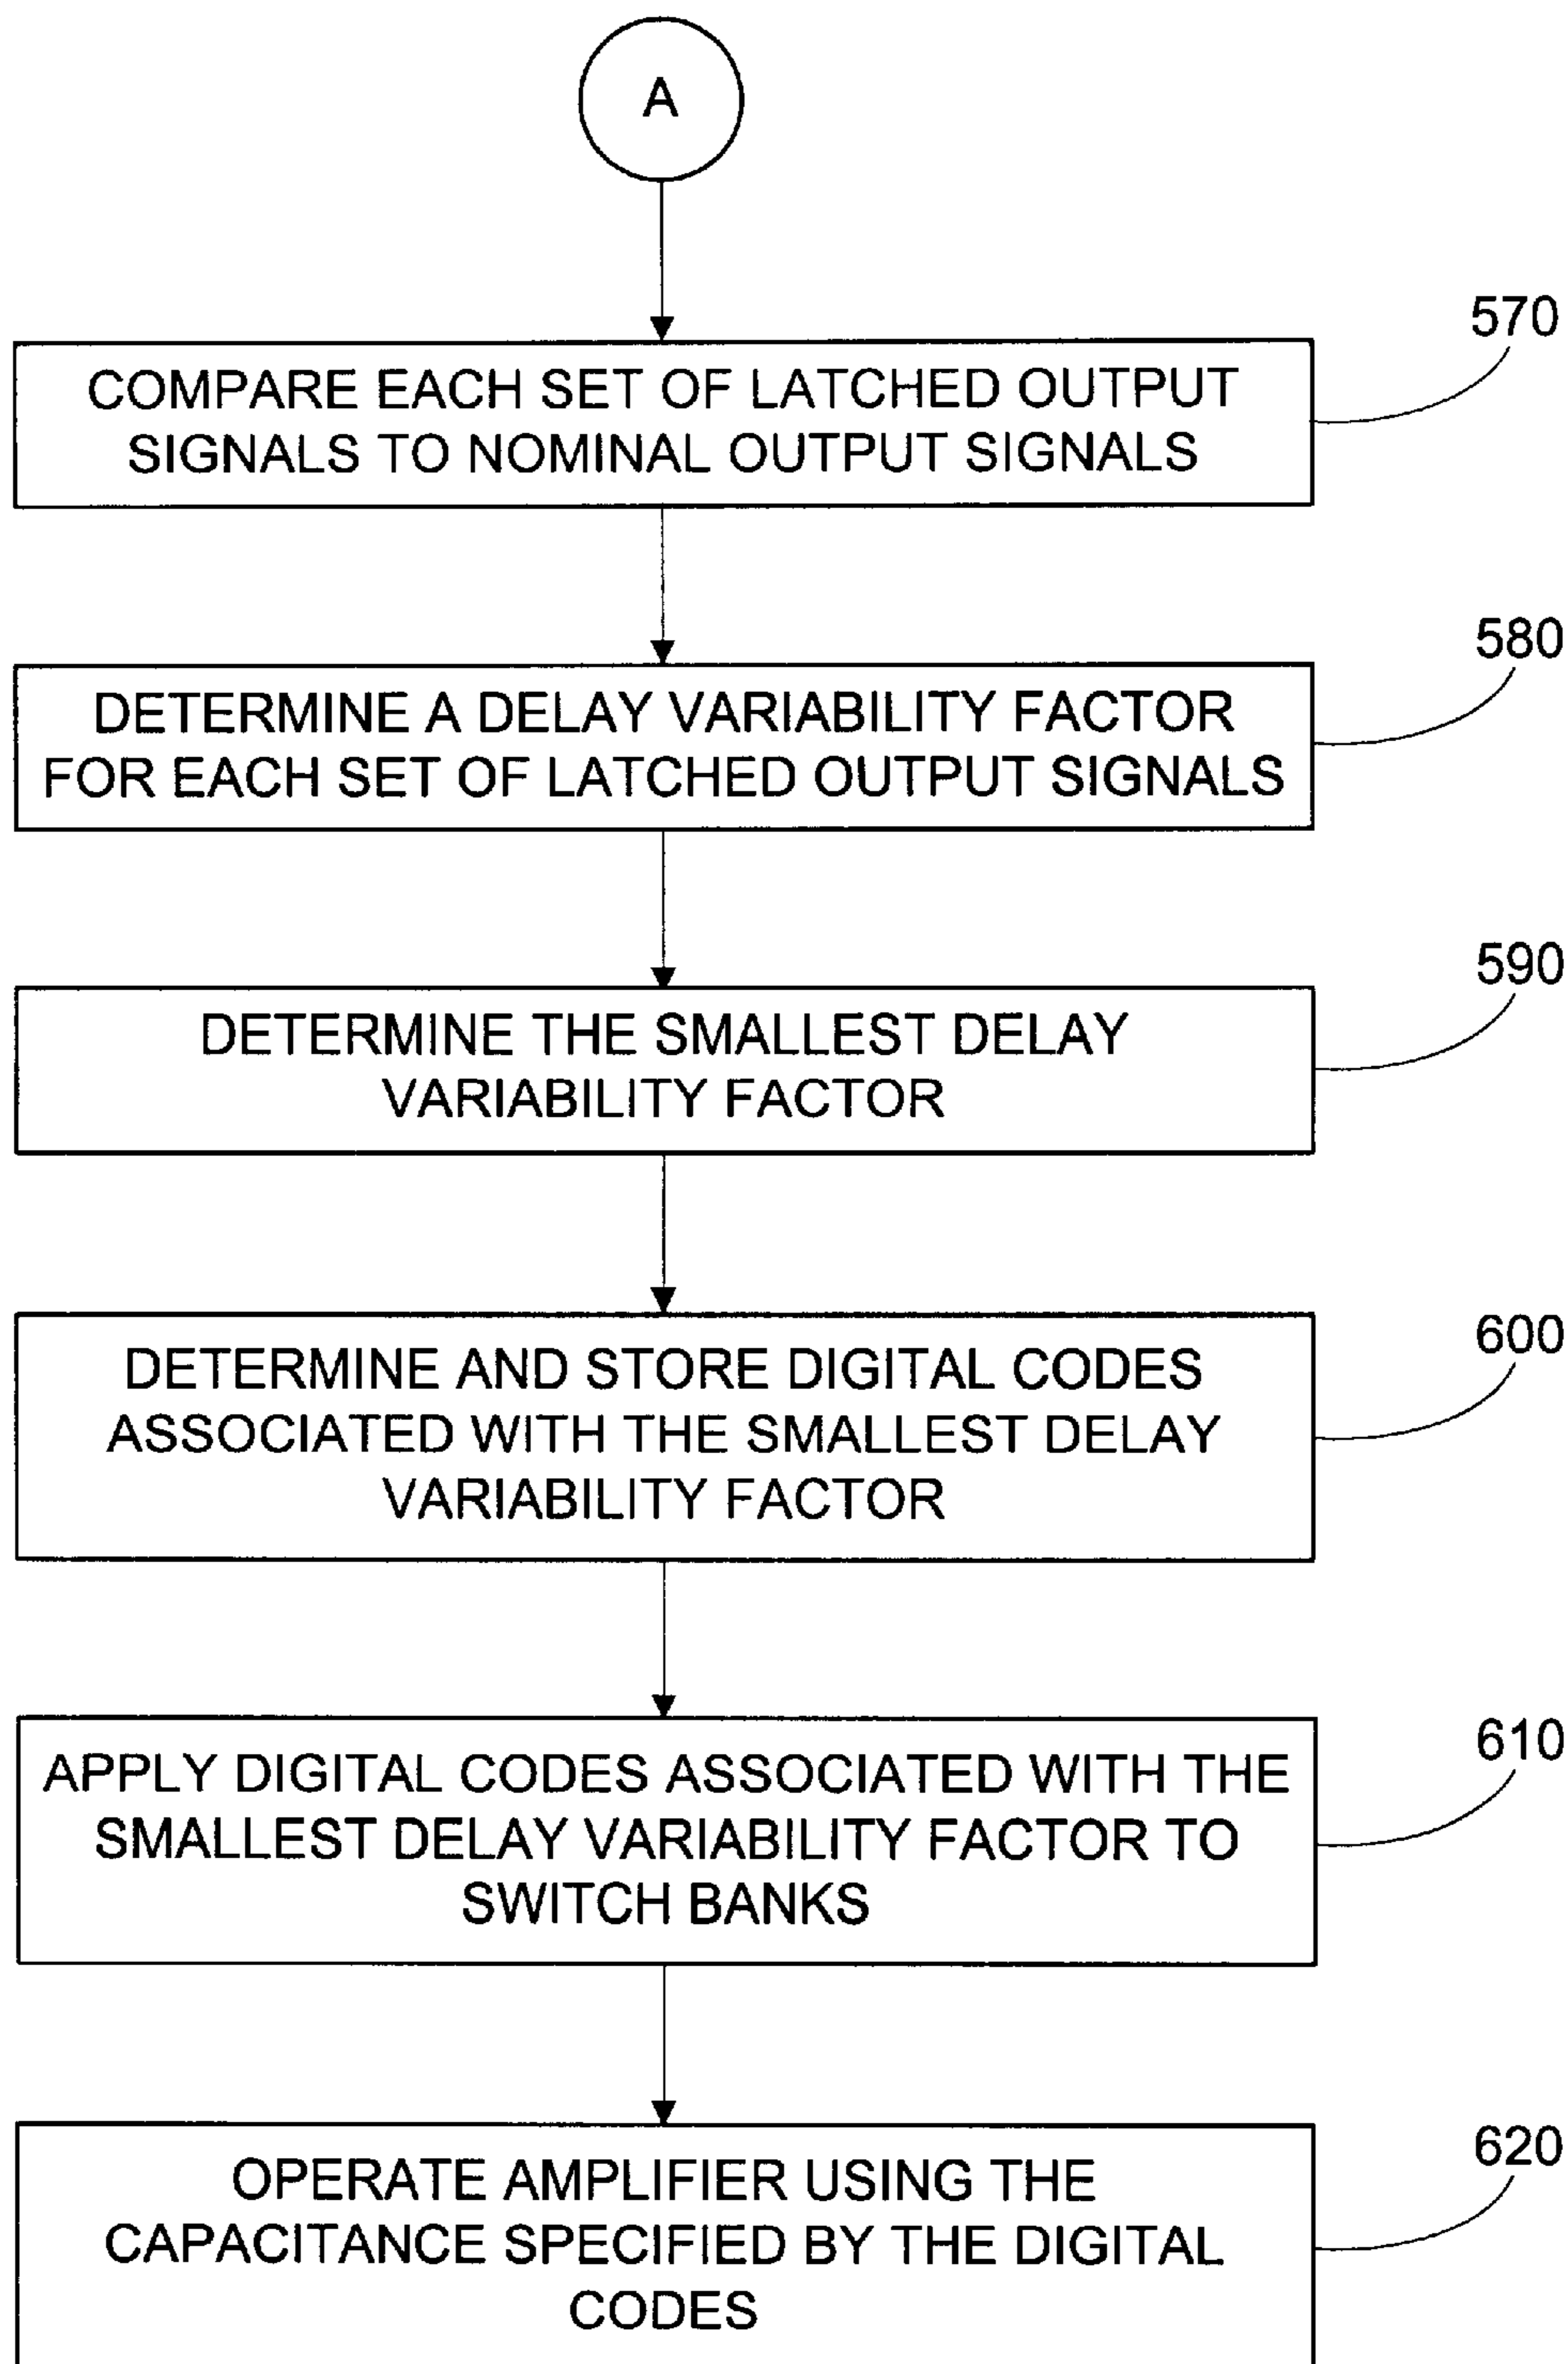 A
570
COMPARE EACH SET OF LATCHED OUTPUT
SIGNALS TO NOMINAL OUTPUT SIGNALS
580
DETERMINE A DELAY VARIABILITY FACTOR
FOR EACH SET OF LATCHED OUTPUT SIGNALS
590
DETERMINE THE SMALLEST DELAY
VARIABILITY FACTOR
600
DETERMINE AND STORE DIGITAL CODES
ASSOCIATED WITH THE SMALLEST DELAY
VARIABILITY FACTOR
610
APPLY DIGITAL CODES ASSOCIATED WITH THE
SMALLEST DELAY VARIABILITY FACTOR TO
SWITCH BANKS
620
OPERATE AMPLIFIER USING THE
CAPACITANCE SPECIFIED BY THE DIGITAL
CODES